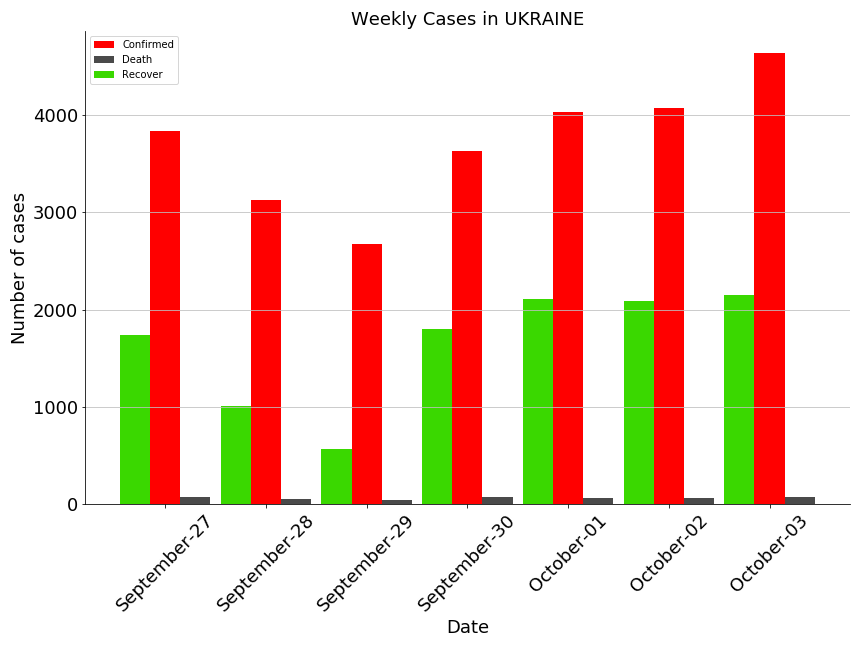 Weekly Cases in UKRAINE
Confirmed
Death
Recover
Number of cases
4000
3000
2000
1000
0
September-27
September-28
September-29
September-30
October-01
October-02
October-03
Date